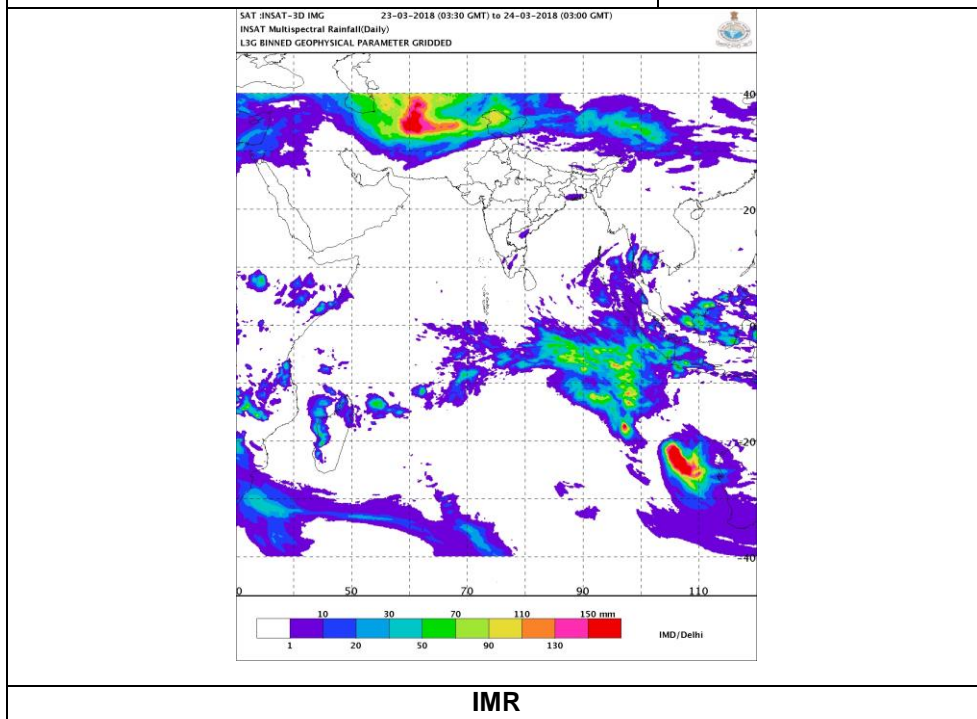 SAT :INSAT-3D IMG 23-03-2018 (03:30 GMT) to 24-03-2018 (03:00 GMT)
INSAT Multispectral Rainfall(Daily)
L3G BINNED GEOPHYSICAL PARAMETER GRIDDED
40
20
0
-20
-40
0 50 70 90 110
10 30 70 110 150 mm
1 20 50 90 130
IMD/Delhi
IMR